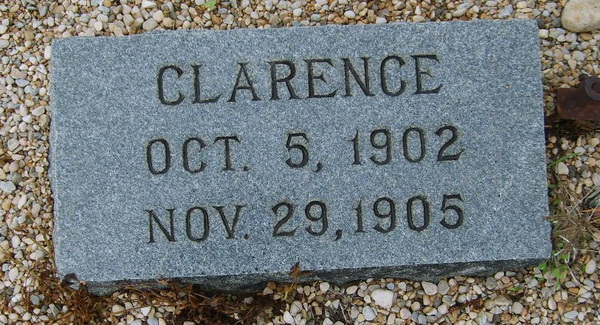 CLARENCE
OCT. 5, 1902
NOV. 29, 1905